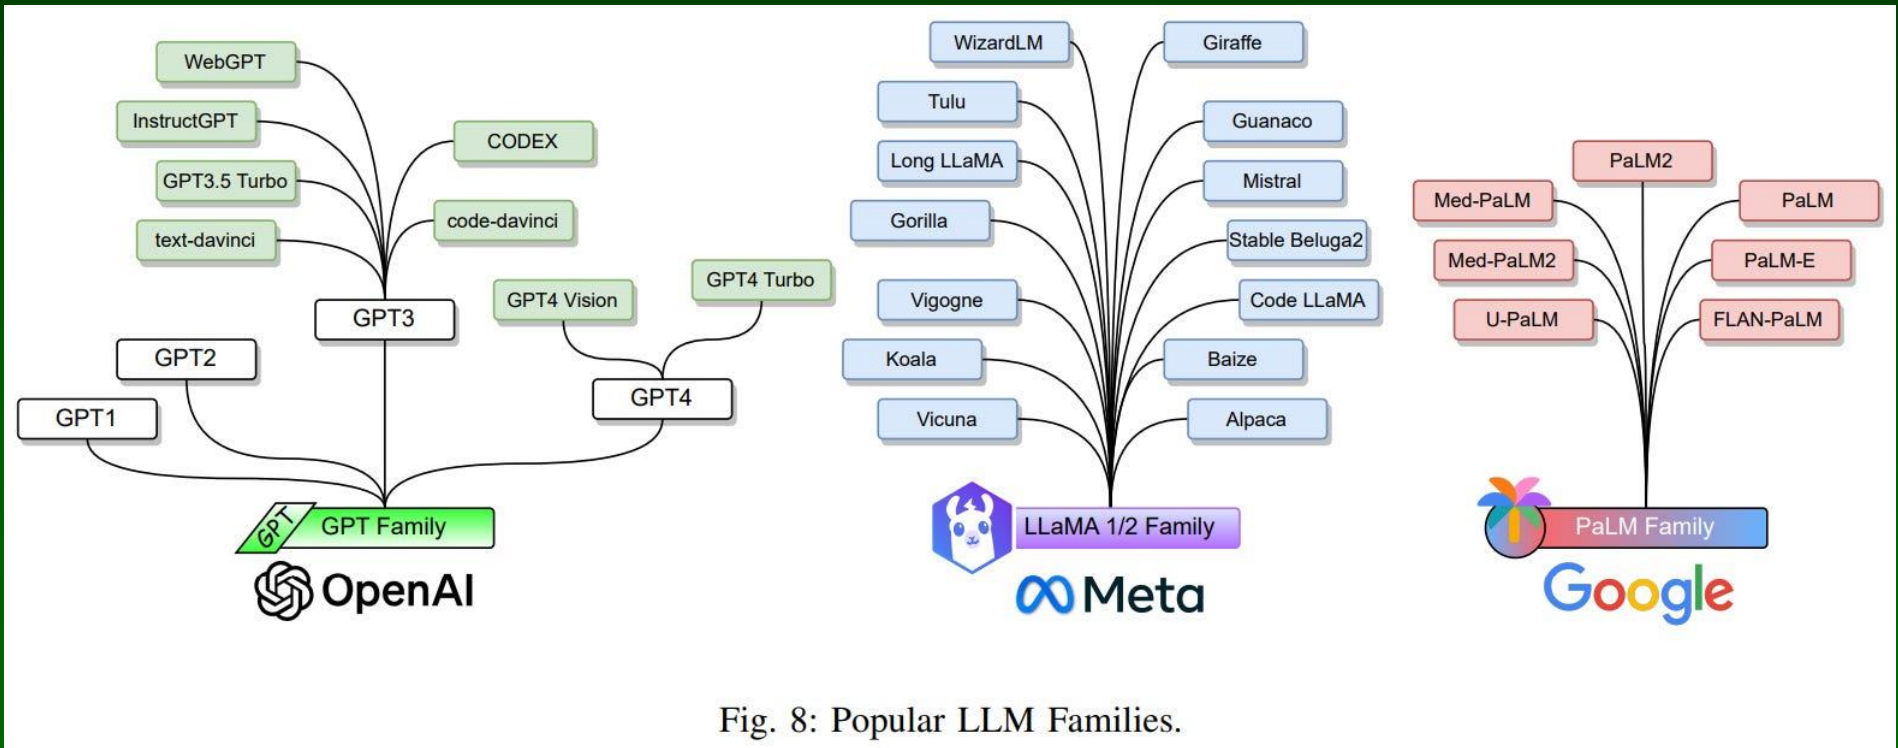 WebGPT
InstructGPT
GPT3.5 Turbo
text-davinci
CODEX
code-davinci
GPT3
GPT4 Vision
GPT4 Turbo
GPT2
GPT1
GPT4
GPT
GPT Family
OpenAI
WizardLM
Tulu
Long LLaMA
Gorilla
Vigogne
Koala
Vicuna
Giraffe
Guanaco
Mistral
Stable Beluga2
Code LLaMA
Baize
Alpaca
LLaMA 1/2 Family
Meta
PaLM2
Med-PaLM
Med-PaLM2
U-PaLM
PaLM
PaLM-E
FLAN-PaLM
PaLM Family
Google
Fig. 8: Popular LLM Families.